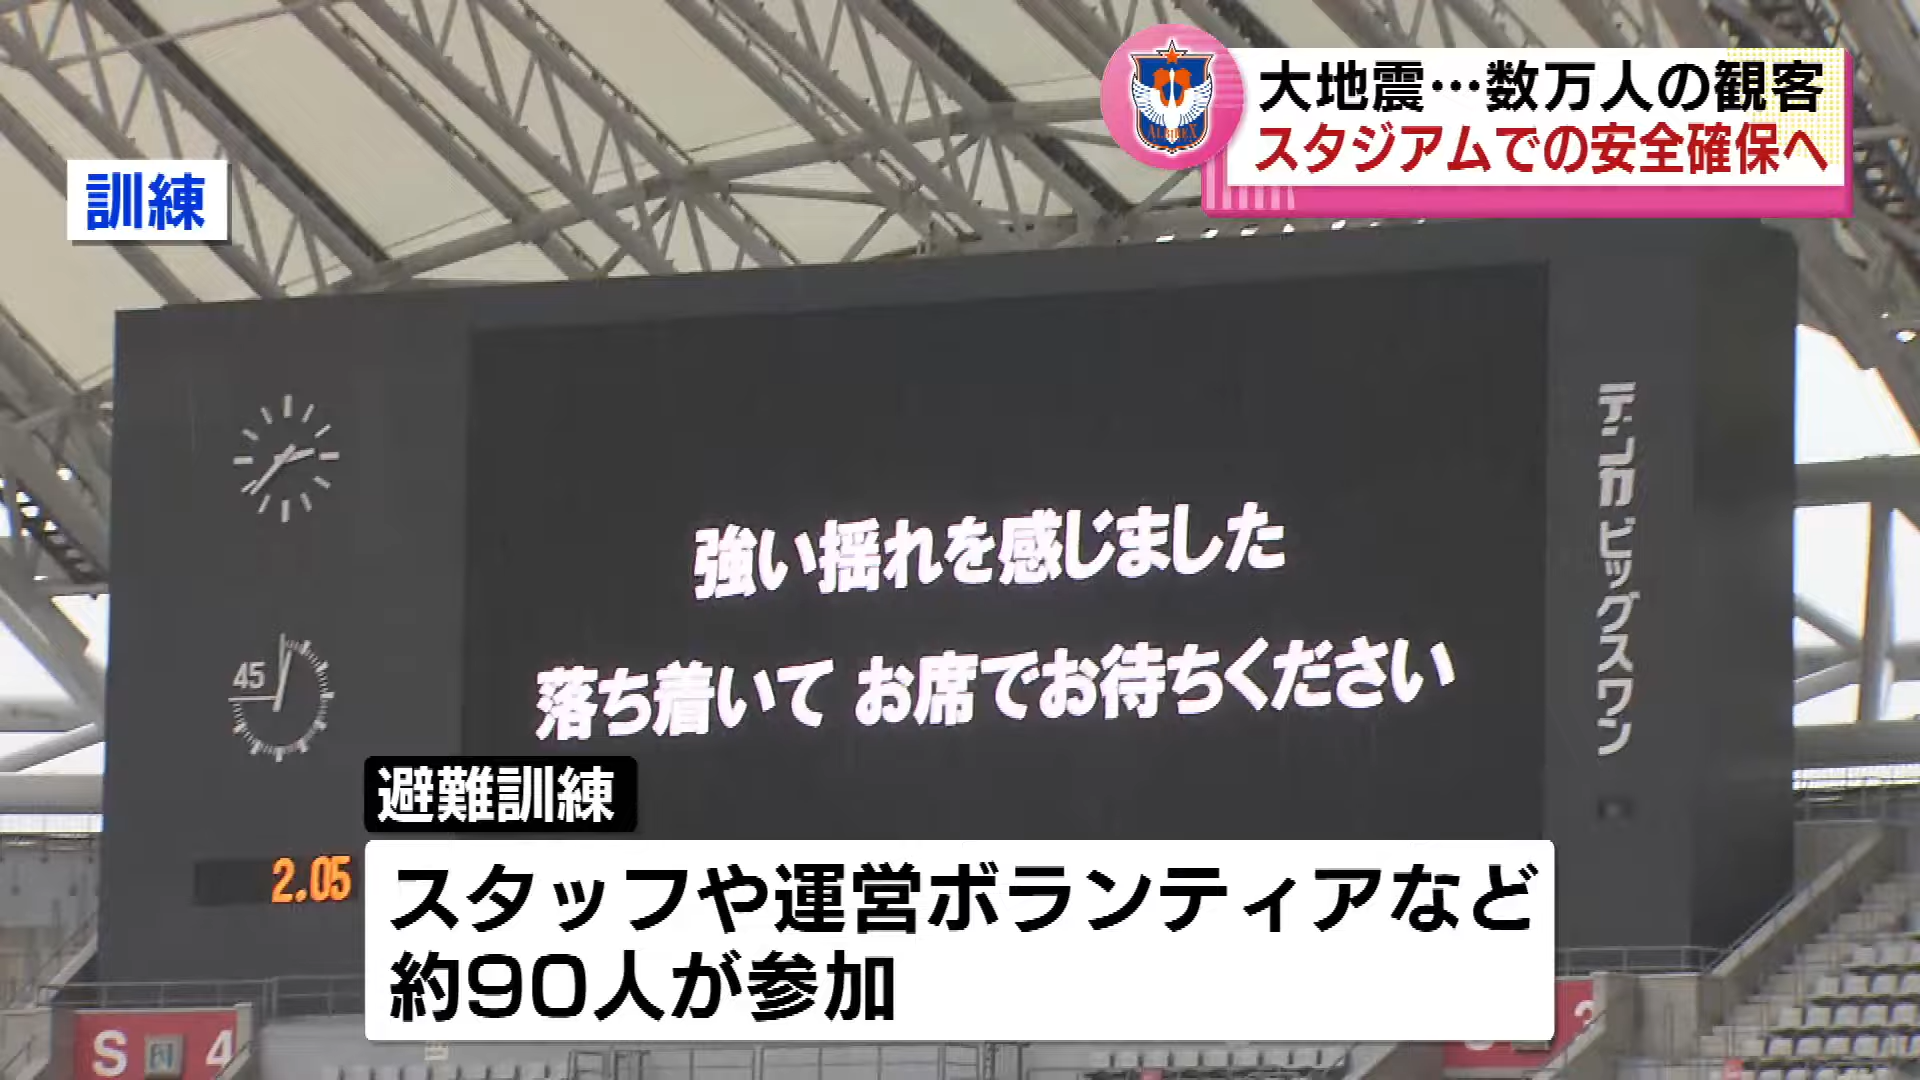 大地震…数万人の観客
スタジアムでの安全確保へ
ALBIREX
訓練
デンカビッグスワン
強い揺れを感じました
落ち着いて お席でお待ちください
45
2.05
避難訓練
スタッフや運営ボランティアなど
約90人が参加
S 4